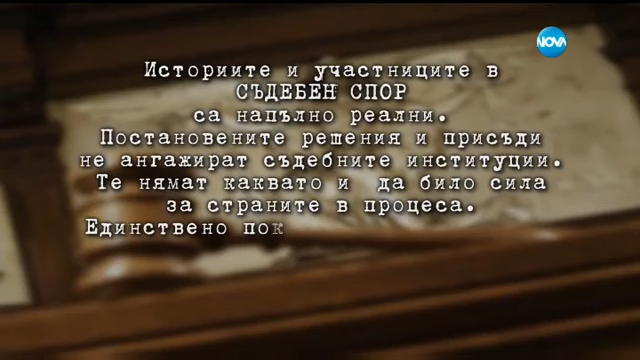 NOVA
Историите и участниците в
СЪДЕБЕН СПОР
са напълно реални.
Постановените решения и присъди
не ангажират съдебните институции.
Те нямат каквато и да било сила
за страните в процеса.
Единствено пок